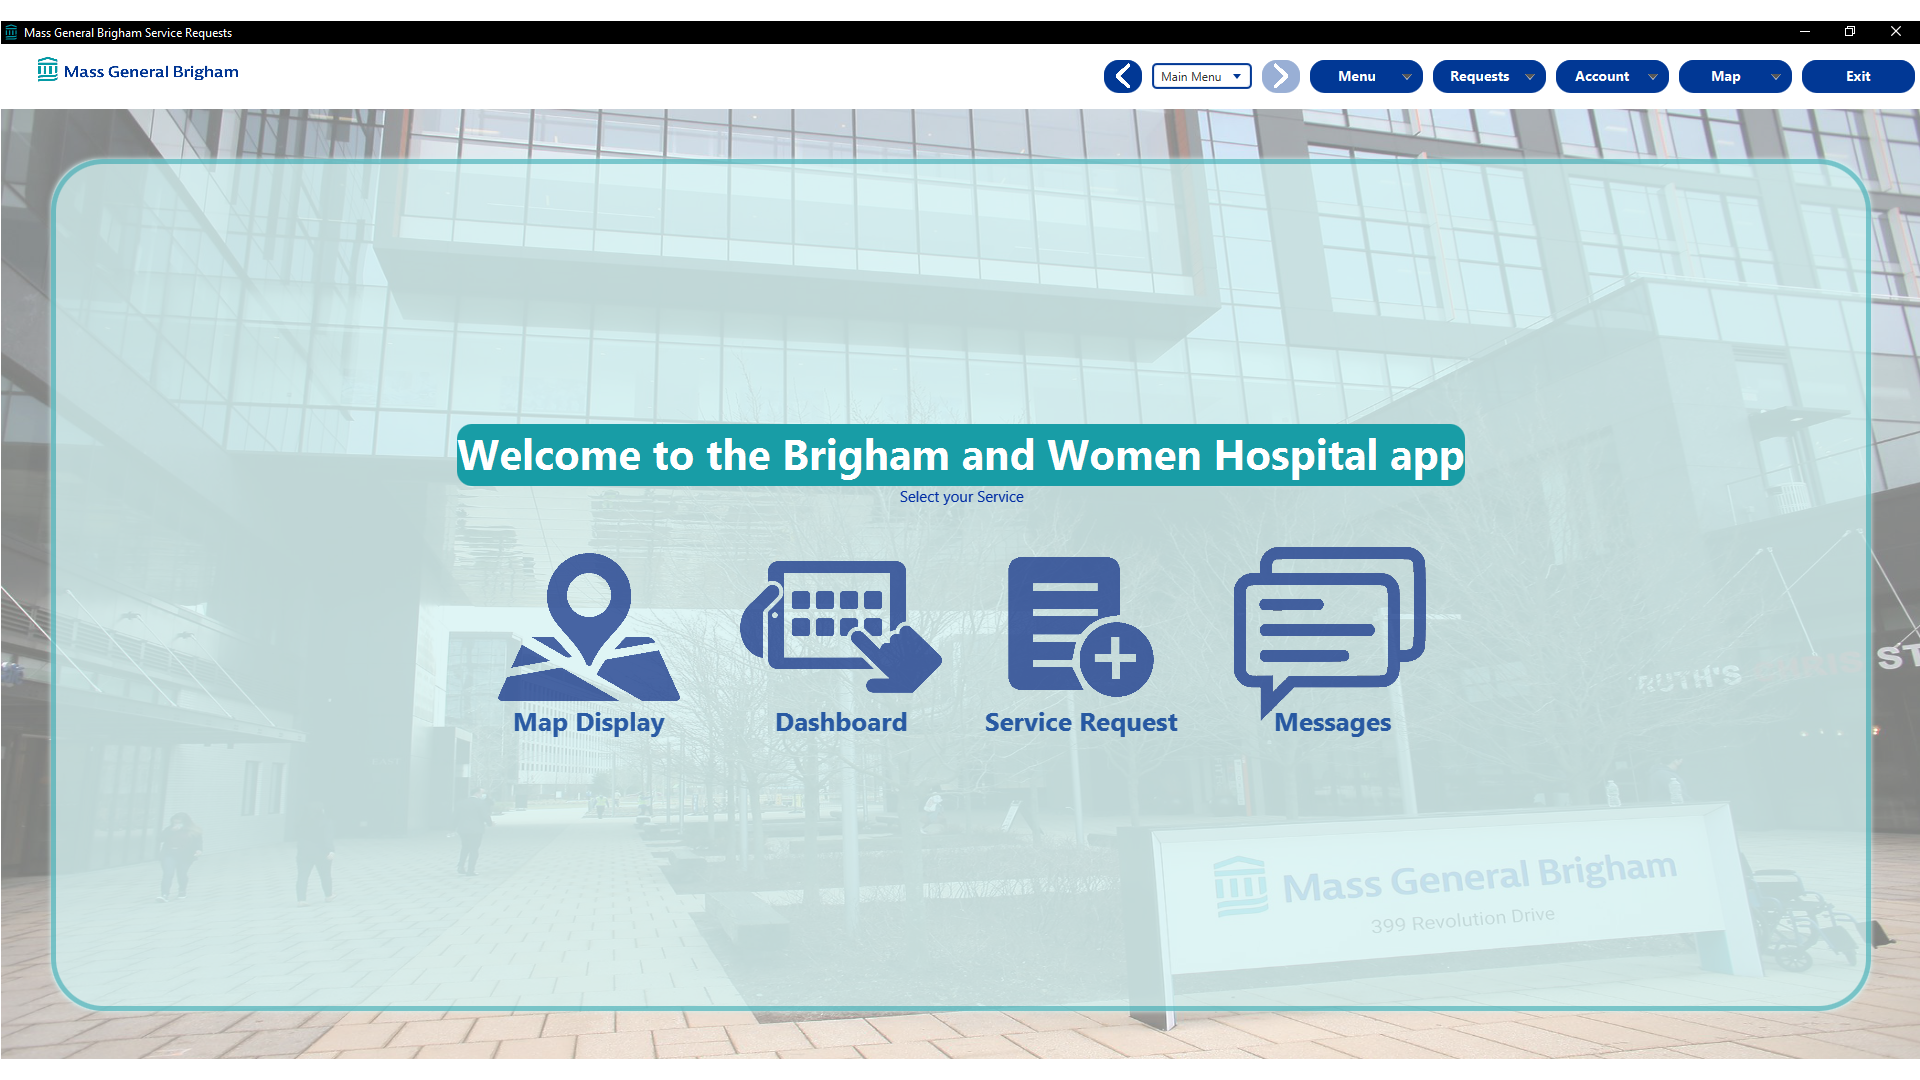 Mass General Brigham Service Requests
Mass General Brigham
Main Menu
Menu
Requests
Account
Map
Exit
Welcome to the Brigham and Women Hospital app
Select your Service
Map Display
Dashboard
Service Request
Messages
RUTH'S
ST
Mass General Brigham
399 Revolution Drive